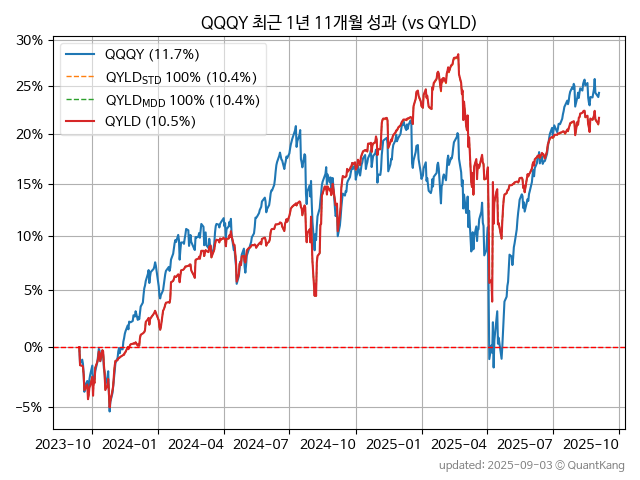 QQQY 최근 1년 11개월 성과 (vs QYLD)
30%
25%
20%
15%
10%
5%
0%
−5%
QQQY (11.7%)
QYLD_STD 100% (10.4%)
QYLD_MDD 100% (10.4%)
QYLD (10.5%)
2023-10 2024-01 2024-04 2024-07 2024-10 2025-01 2025-04 2025-07 2025-10
updated: 2025-09-03 ⓒ QuantKang